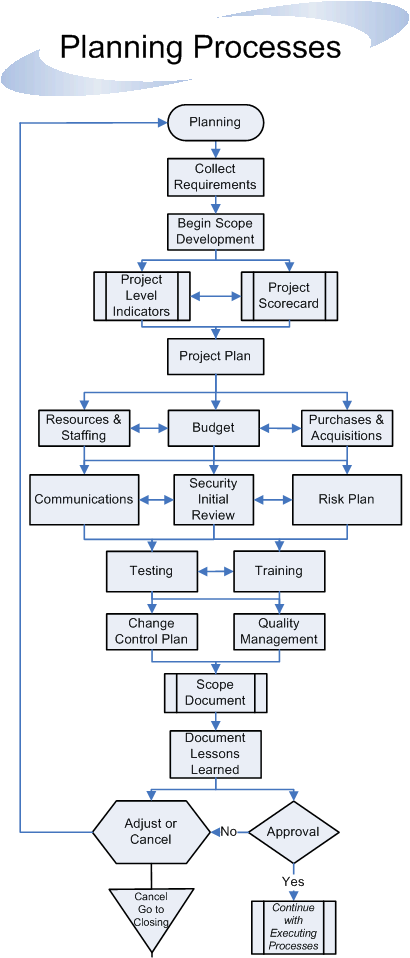 Planning Processes
Planning
Collect
Requirements
Begin Scope
Development
Project
Level
Indicators
Project
Scorecard
Project Plan
Resources &
Staffing
Budget
Purchases &
Acquisitions
Communications
Security
Initial
Review
Risk Plan
Testing
Training
Change
Control Plan
Quality
Management
Scope
Document
Document
Lessons
Learned
Adjust or
Cancel
No
Approval
Yes
Cancel
Go to
Closing
Continue
with
Executing
Processes